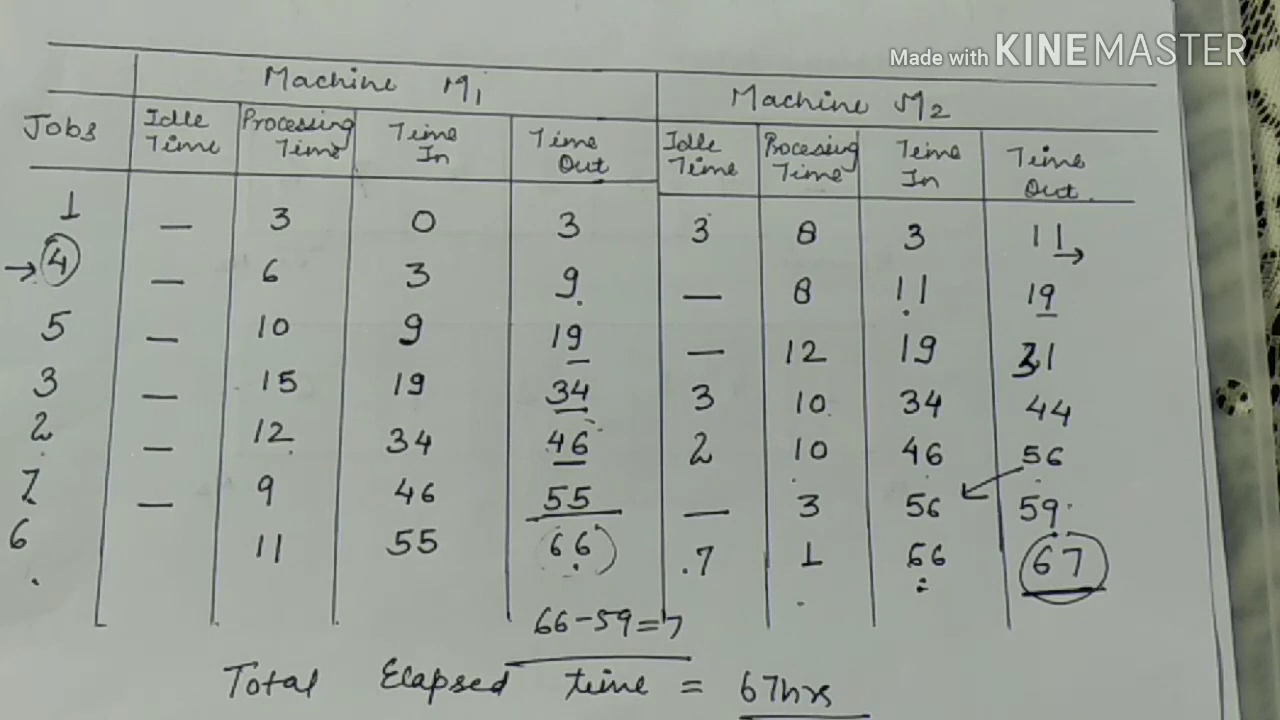 Made with KINEMASTER
Machine M1 Machine M2
Jobs Idle Time Processing Time Time In Time Out Idle Time Processing Time Time In Time Out
1 — 3 0 3 3 8 3 11
→ 4 — 6 3 9 — 8 11 19
5 — 10 9 19 — 12 19 31
3 — 15 19 34 3 10 34 44
2 — 12 34 46 2 10 46 56
7 — 9 46 55 — 3 56 59
6 11 55 66 7 1 66 67
66-59=7
Total Elapsed time = 67hrs